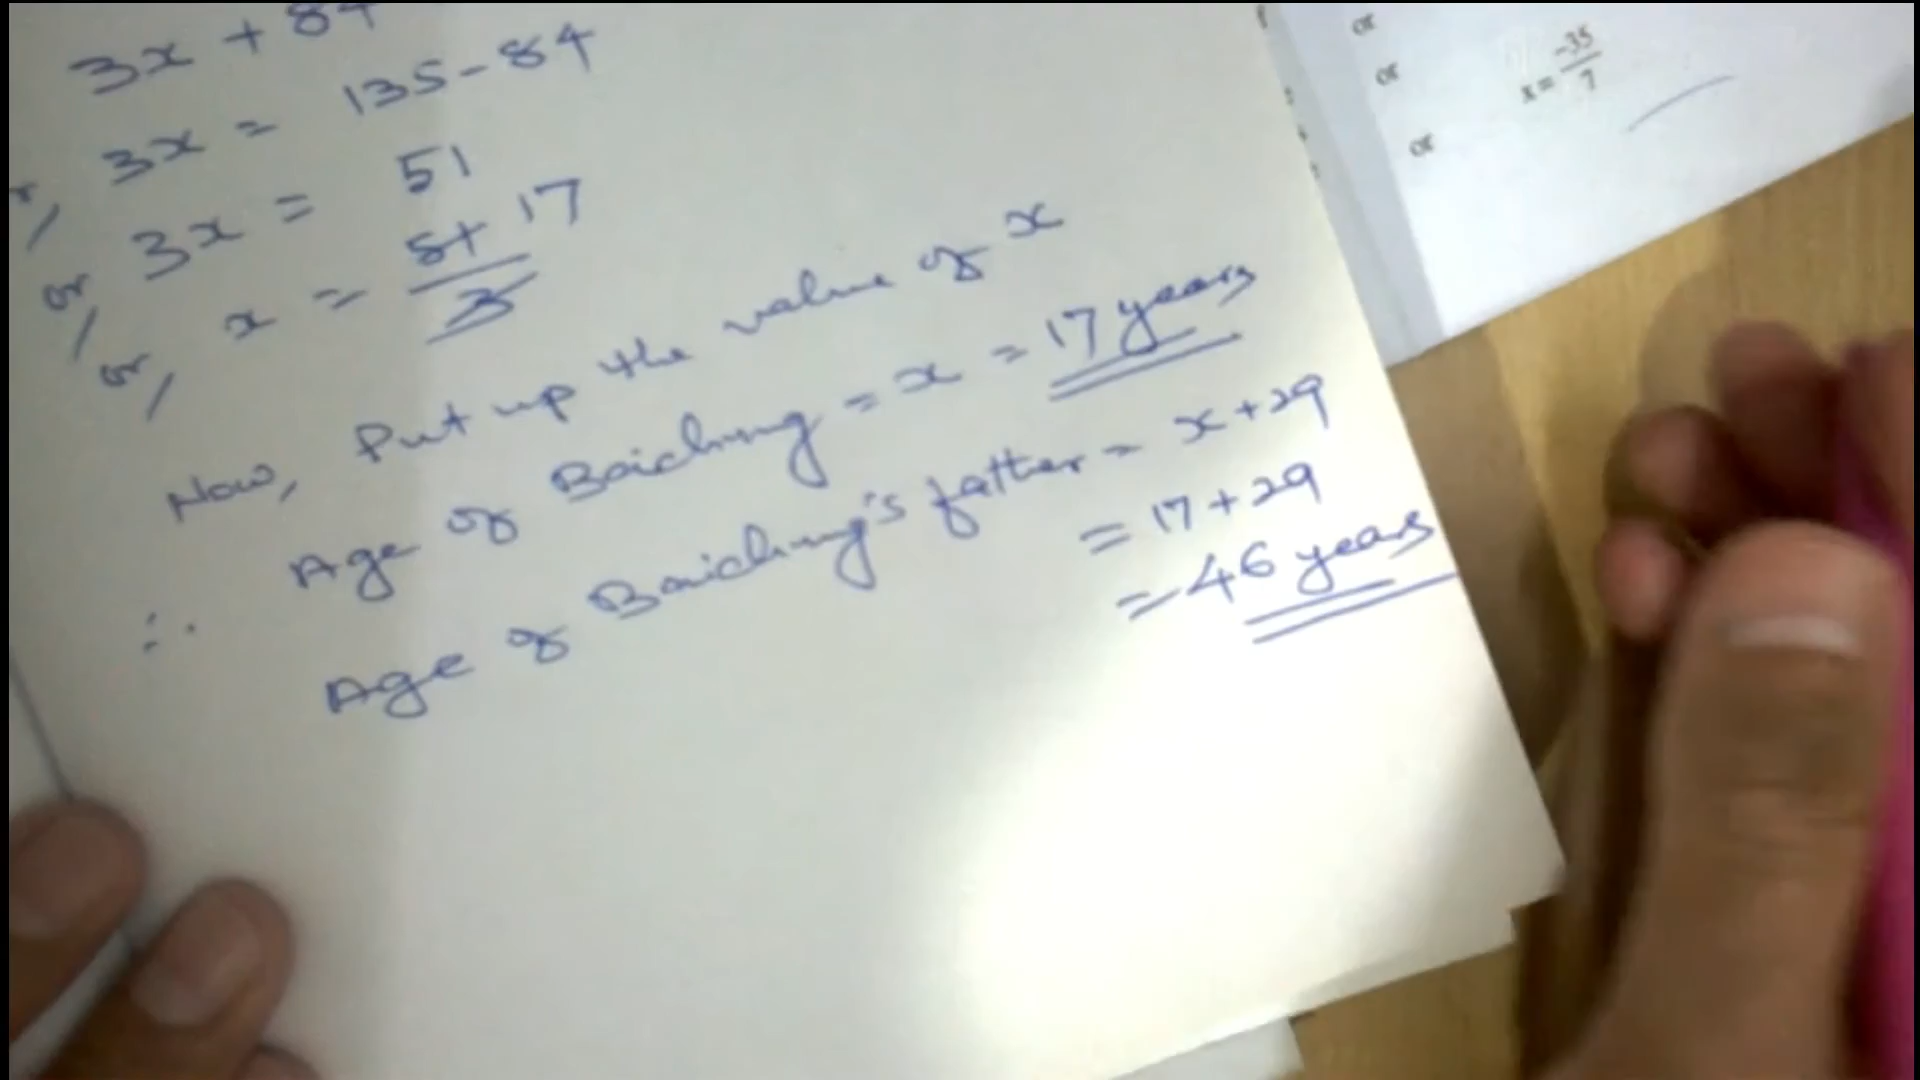 3x + 84
3x = 135-84
or, 3x = 51
or, x = 51 17
3
Now, Put up the value of x
∴ Age of Baichung = x = 17 years
Age of Baichung's father = x+29
= 17+29
= 46 years
or
or
x = -35
7
or